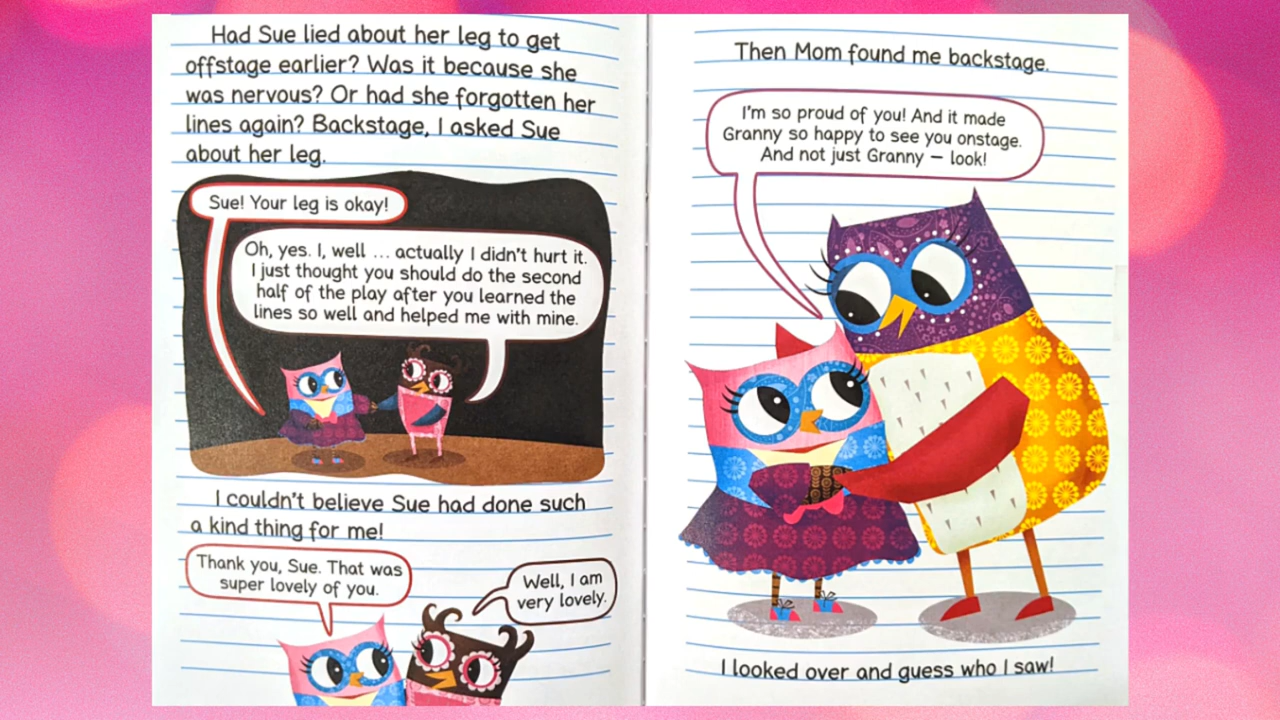 Had Sue lied about her leg to get
offstage earlier? Was it because she
was nervous? Or had she forgotten her
lines again? Backstage, I asked Sue
about her leg.
Sue! Your leg is okay!
Oh, yes. I, well ... actually I didn't hurt it.
I just thought you should do the second
half of the play after you learned the
lines so well and helped me with mine.
I couldn't believe Sue had done such
a kind thing for me!
Thank you, Sue. That was
super lovely of you.
Well, I am
very lovely.
Then Mom found me backstage.
I'm so proud of you! And it made
Granny so happy to see you onstage.
And not just Granny – look!
I looked over and guess who I saw!